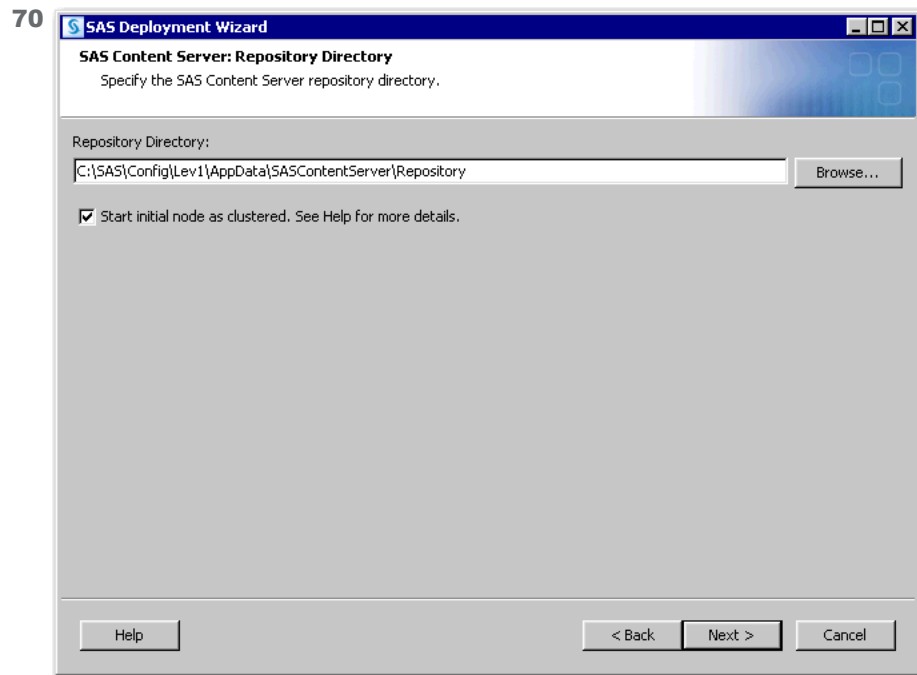 70
SAS Deployment Wizard
SAS Content Server: Repository Directory
Specify the SAS Content Server repository directory.
Repository Directory:
C:\SAS\Config\Lev1\AppData\SASContentServer\Repository
Browse...
Start initial node as clustered. See Help for more details.
Help
< Back
Next >
Cancel